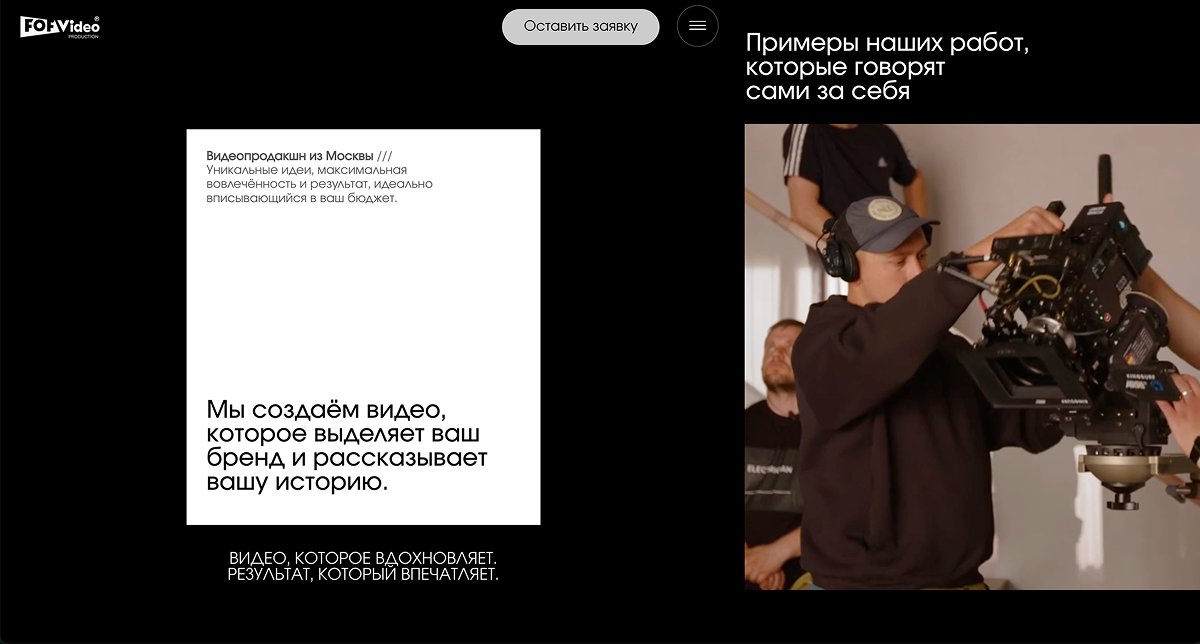 FOFVideo®
PRODUCTION
Оставить заявку
Видеопродакшн из Москвы ///
Уникальные идеи, максимальная
вовлечённость и результат, идеально
вписывающийся в ваш бюджет.
Мы создаём видео,
которое выделяет ваш
бренд и рассказывает
вашу историю.
ВИДЕО, КОТОРОЕ ВДОХНОВЛЯЕТ.
РЕЗУЛЬТАТ, КОТОРЫЙ ВПЕЧАТЛЯЕТ.
Примеры наших работ,
которые говорят
сами за себя